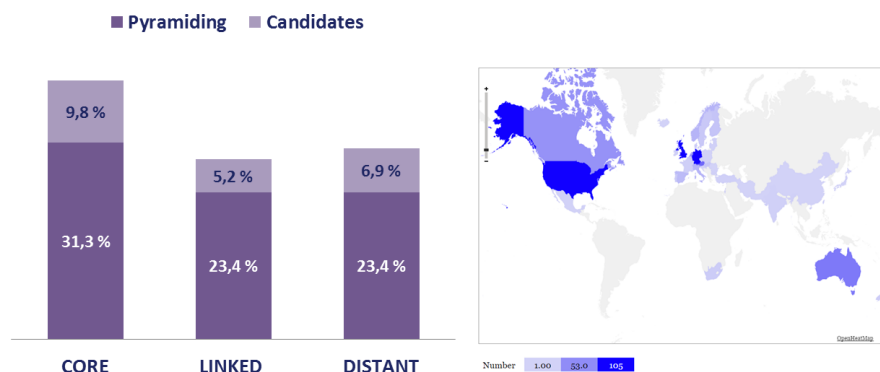 Pyramiding Candidates
9,8 %
31,3 %
5,2 %
23,4 %
6,9 %
23,4 %
CORE LINKED DISTANT
+
−
OpenHeatMap
Number 1.00 53.0 105